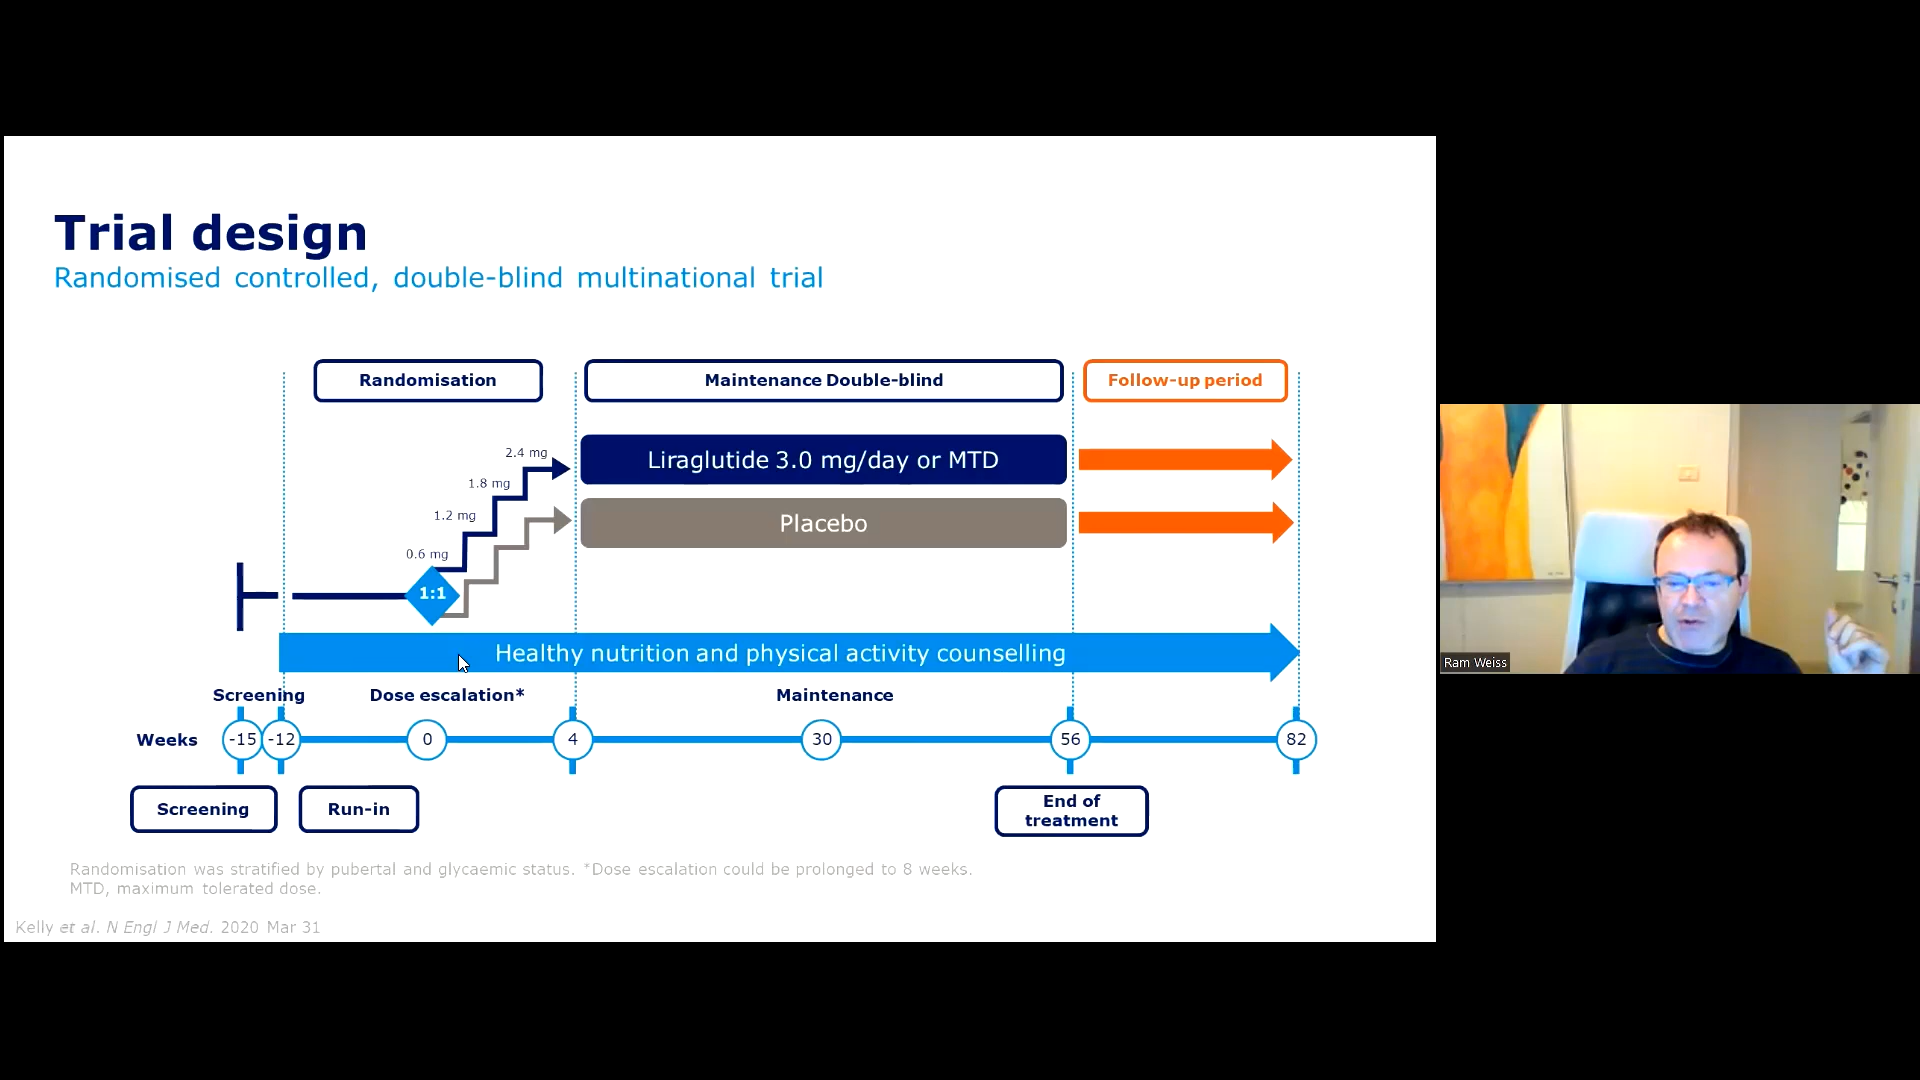 Trial design
Randomised controlled, double-blind multinational trial
Randomisation
Maintenance Double-blind
Follow-up period
2.4 mg
1.8 mg
1.2 mg
0.6 mg
1:1
Liraglutide 3.0 mg/day or MTD
Placebo
Healthy nutrition and physical activity counselling
Screening
Dose escalation*
Maintenance
Weeks
-15
-12
0
4
30
56
82
Screening
Run-in
End of
treatment
Randomisation was stratified by pubertal and glycaemic status. *Dose escalation could be prolonged to 8 weeks.
MTD, maximum tolerated dose.
Kelly et al. N Engl J Med. 2020 Mar 31
Ram Weiss